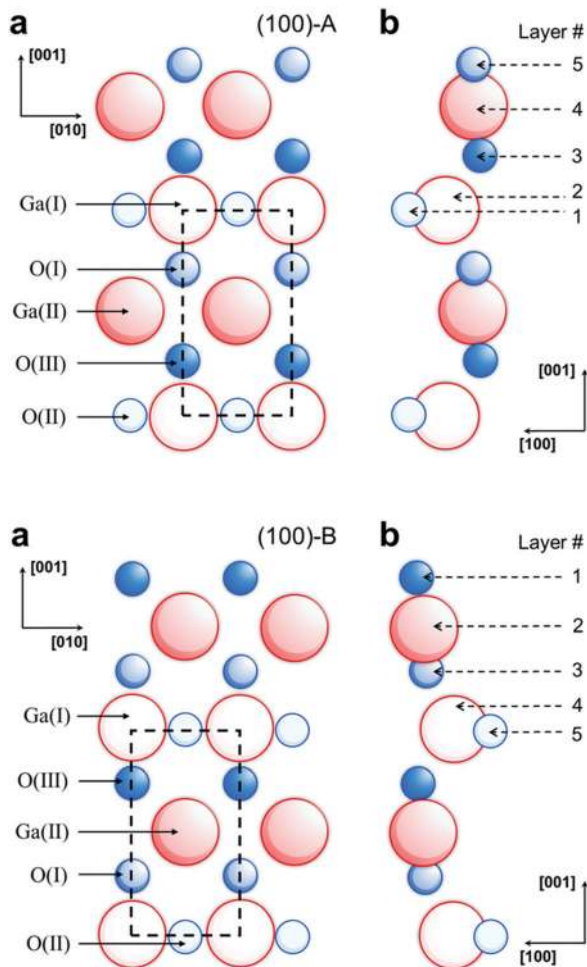 a
(100)-A
b
Layer #
[001]
[010]
5
4
3
2
1
Ga(I)
O(I)
Ga(II)
O(III)
O(II)
[001]
[100]
a
(100)-B
b
Layer #
[001]
[010]
1
2
3
4
5
Ga(I)
O(III)
Ga(II)
O(I)
O(II)
[001]
[100]